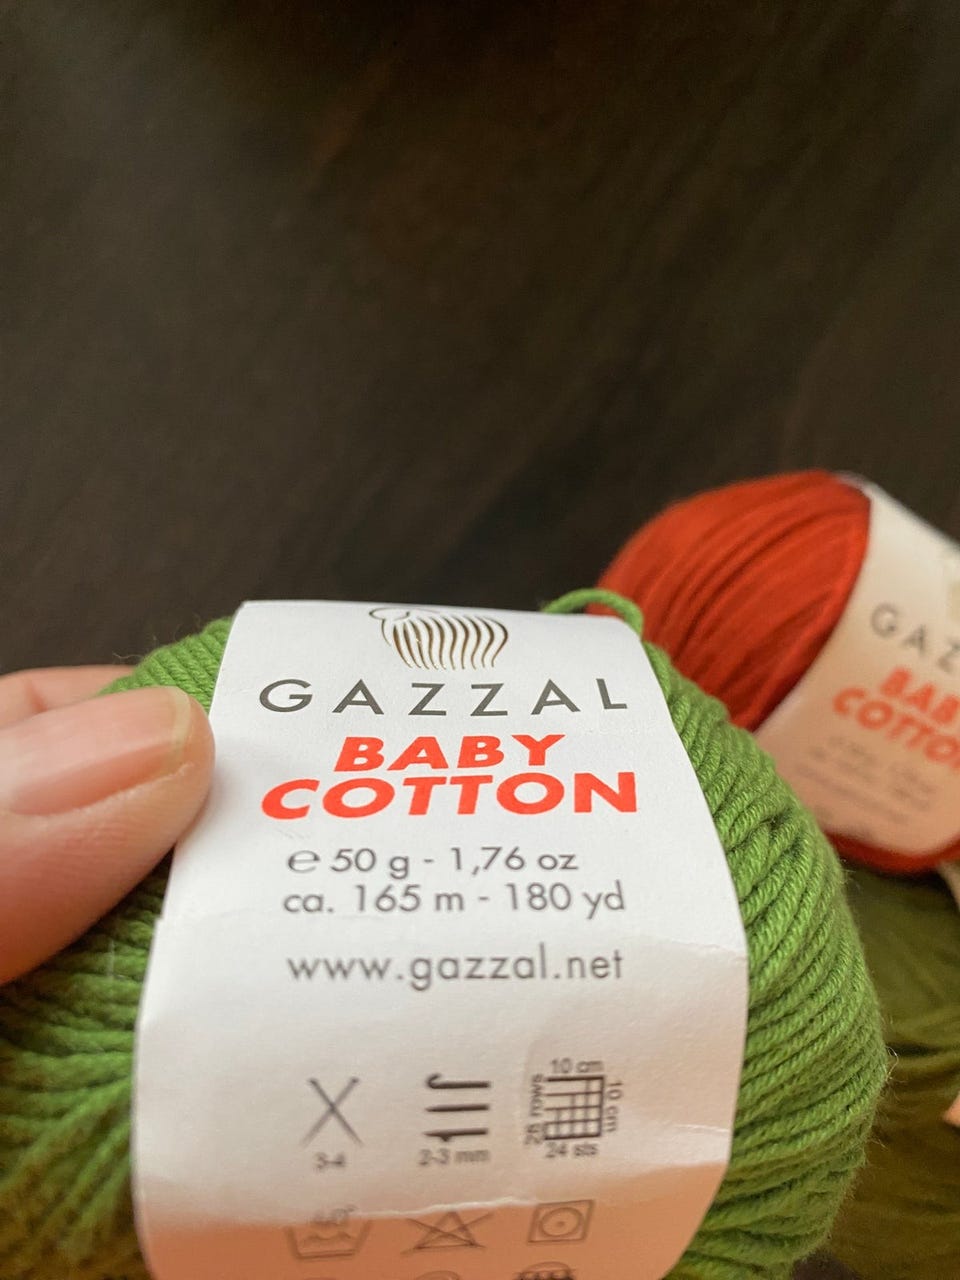 GAZZAL
BABY
COTTON
e 50 g - 1,76 oz
ca. 165 m - 180 yd
www.gazzal.net
10 cm
10 cm
28 rows
3-4
2-3 mm
24 sts
GAZ
BAB
COTTO